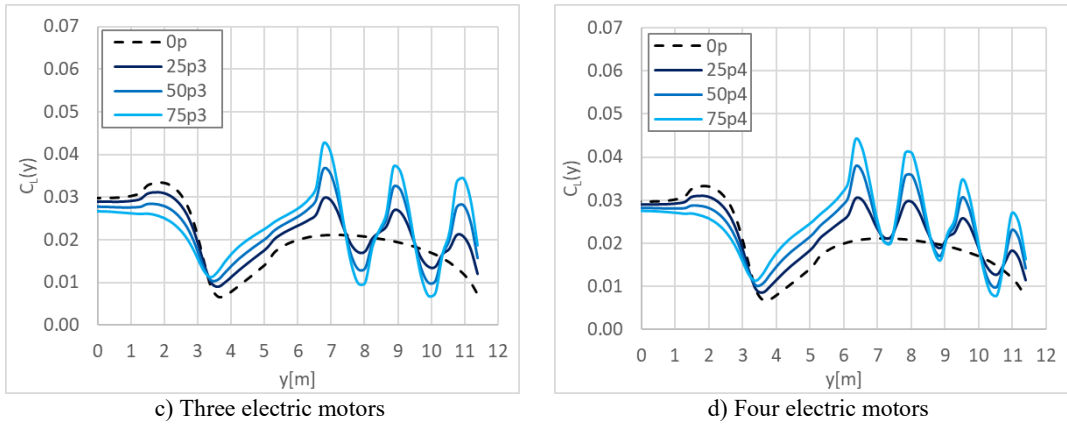 0.07
0.06
0.05
0.04
0.03
0.02
0.01
0.00
C_L(y)
0p
25p3
50p3
75p3
0 1 2 3 4 5 6 7 8 9 10 11 12
y[m]
c) Three electric motors
0.07
0.06
0.05
0.04
0.03
0.02
0.01
0.00
C_L(y)
0p
25p4
50p4
75p4
0 1 2 3 4 5 6 7 8 9 10 11 12
y[m]
d) Four electric motors